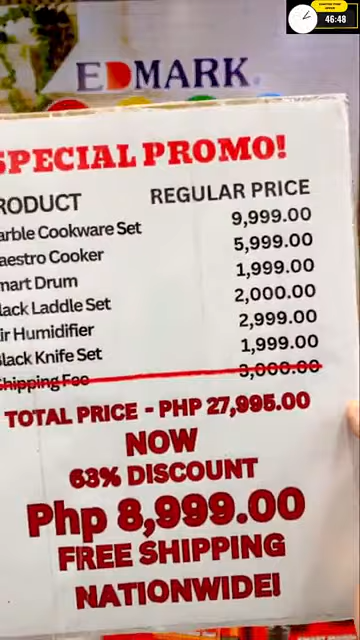 46:48
EDMARK
SPECIAL PROMO!
RODUCT REGULAR PRICE
arble Cookware Set 9,999.00
aestro Cooker 5,999.00
mart Drum 1,999.00
lack Laddle Set 2,000.00
ir Humidifier 2,999.00
lack Knife Set 1,999.00
Shipping Fee 3,000.00
TOTAL PRICE - PHP 27,995.00
NOW
63% DISCOUNT
Php 8,999.00
FREE SHIPPING
NATIONWIDE!